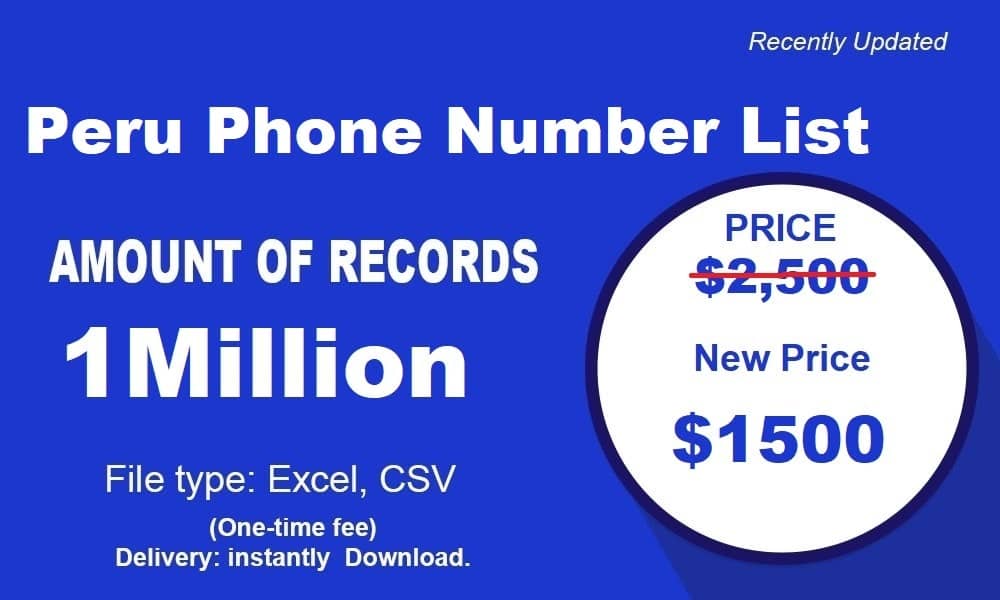 Recently Updated
Peru Phone Number List
AMOUNT OF RECORDS
1Million
File type: Excel, CSV
(One-time fee)
Delivery: instantly Download.
PRICE
$2,500
New Price
$1500